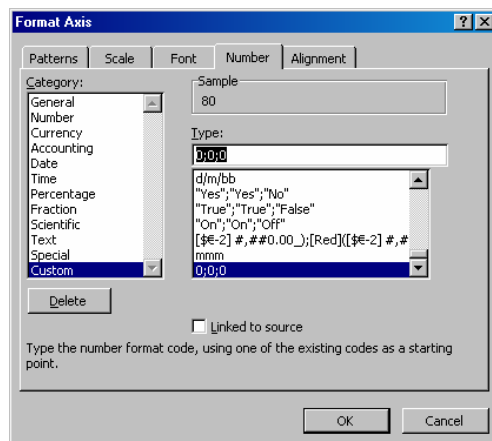 Format Axis
Patterns Scale Font Number Alignment
Category:
General
Number
Currency
Accounting
Date
Time
Percentage
Fraction
Scientific
Text
Special
Custom
Sample
80
Type:
0;0;0
d/m/bb
"Yes";"Yes";"No"
"True";"True";"False"
"On";"On";"Off"
[$€-2] #,##0.00_);[Red]([$€-2] #,#
mmm
0;0;0
Delete
Linked to source
Type the number format code, using one of the existing codes as a starting
point.
OK Cancel